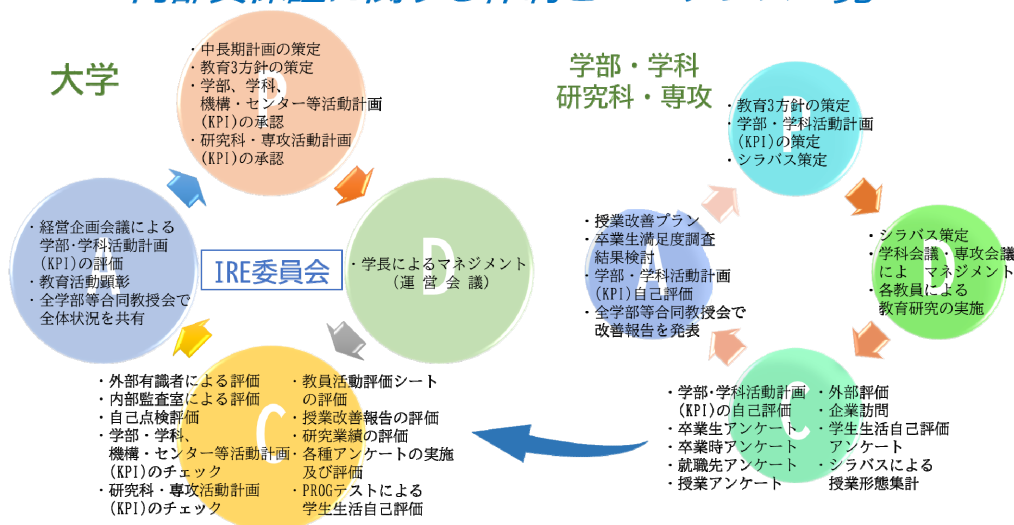 大学
P
・中長期計画の策定
・教育3方針の策定
・学部、学科、
機構・センター等活動計画
(KPI)の承認
・研究科・専攻活動計画
(KPI)の承認
D
・学長によるマネジメント
(運営会議)
C
・外部有識者による評価
・内部監査室による評価
・自己点検評価
・学部・学科、
機構・センター等活動計画
(KPI)のチェック
・研究科・専攻活動計画
(KPI)のチェック
・教員活動評価シート
の評価
・授業改善報告の評価
・研究業績の評価
・各種アンケートの実施
及び評価
・PROGテストによる
学生生活自己評価
A
・経営企画会議による
学部・学科活動計画
(KPI)の評価
・教育活動顕彰
・全学部等合同教授会で
全体状況を共有
IRE委員会
学部・学科
研究科・専攻
P
・教育3方針の策定
・学部・学科活動計画
(KPI)の策定
・シラバス策定
D
・シラバス策定
・学科会議・専攻会議
によ マネジメント
・各教員による
教育研究の実施
C
・学部・学科活動計画
(KPI)の自己評価
・卒業生アンケート
・卒業時アンケート
・就職先アンケート
・授業アンケート
・外部評価
・企業訪問
・学生生活自己評価
アンケート
・シラバスによる
授業形態集計
A
・授業改善プラン
・卒業生満足度調査
結果検討
・学部・学科活動計画
(KPI)自己評価
・全学部等合同教授会で
改善報告を発表